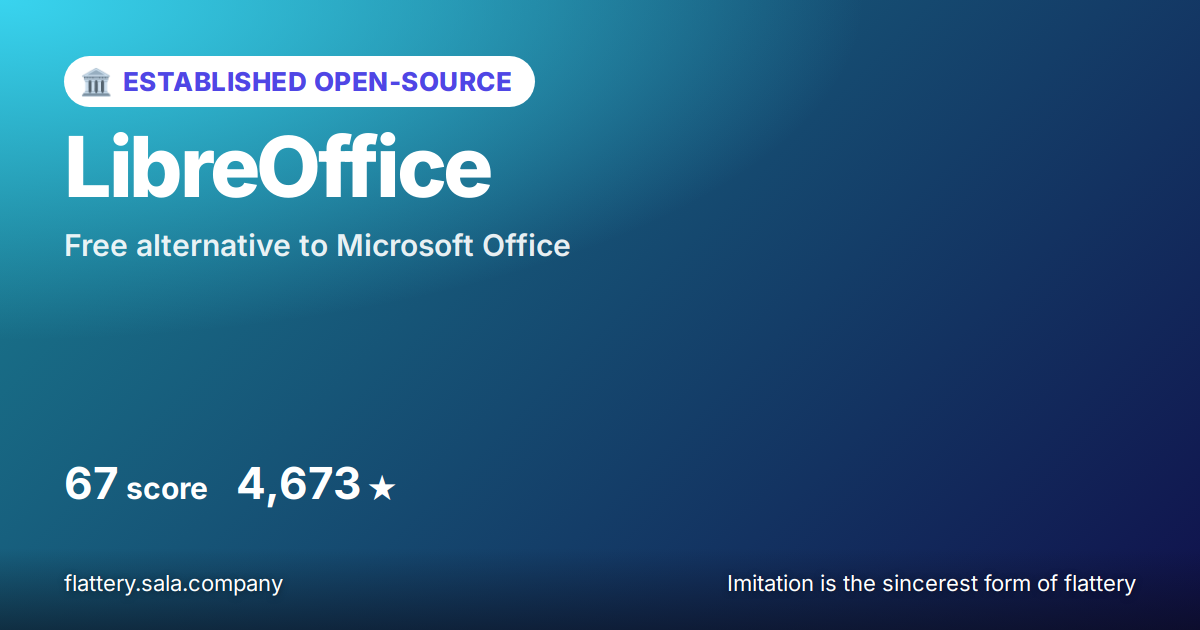 🏛️ ESTABLISHED OPEN-SOURCE
LibreOffice
Free alternative to Microsoft Office
67 score 4,673 ★
flattery.sala.company
Imitation is the sincerest form of flattery